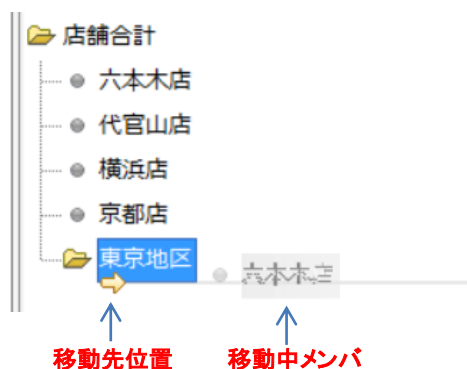 店舗合計
六本木店
代官山店
横浜店
京都店
東京地区
六本木店
移動先位置
移動中メンバ